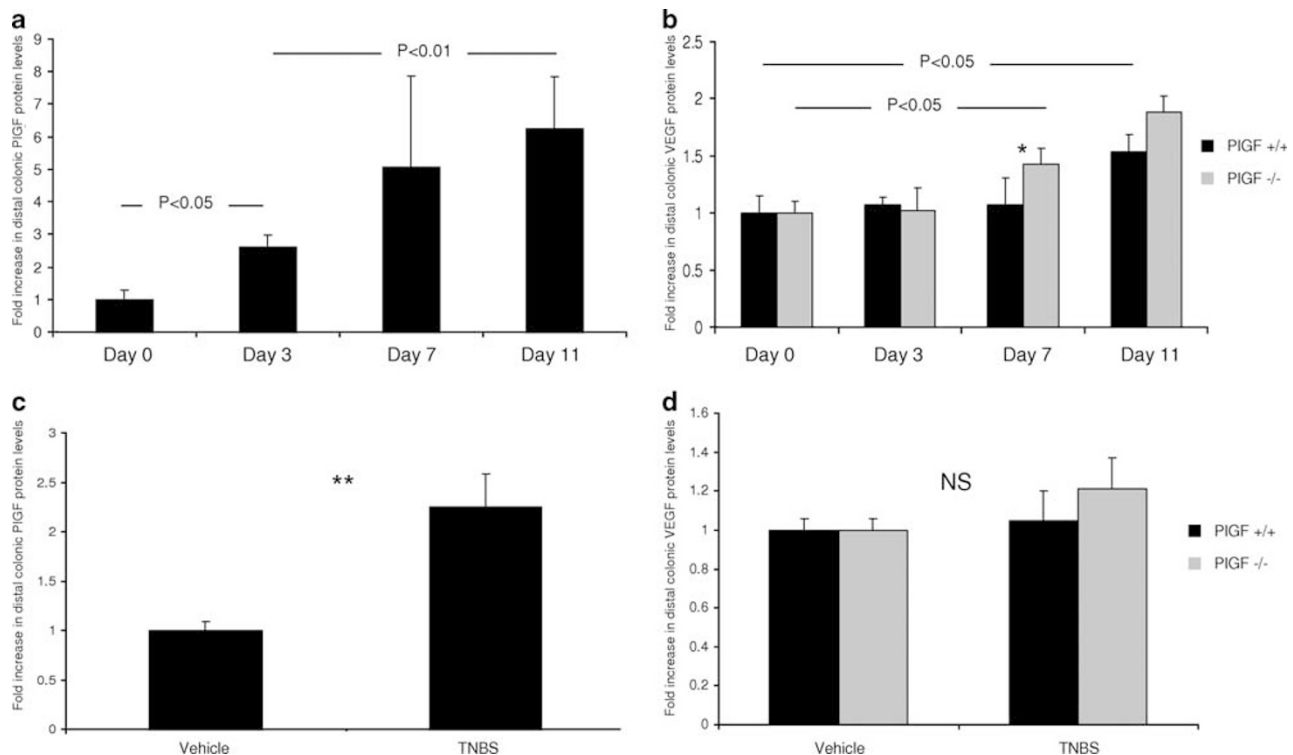 a
Fold increase in distal colonic PlGF protein levels
9
8
7
6
5
4
3
2
1
0
P<0.01
P<0.05
Day 0 Day 3 Day 7 Day 11
b
Fold increase in distal colonic VEGF protein levels
2.5
2
1.5
1
0.5
0
P<0.05
P<0.05
*
PlGF +/+
PlGF -/-
Day 0 Day 3 Day 7 Day 11
c
Fold increase in distal colonic PlGF protein levels
3
2.5
2
1.5
1
0.5
0
**
Vehicle TNBS
d
Fold increase in distal colonic VEGF protein levels
1.6
1.4
1.2
1
0.8
0.6
0.4
0.2
0
NS
PlGF +/+
PlGF -/-
Vehicle TNBS